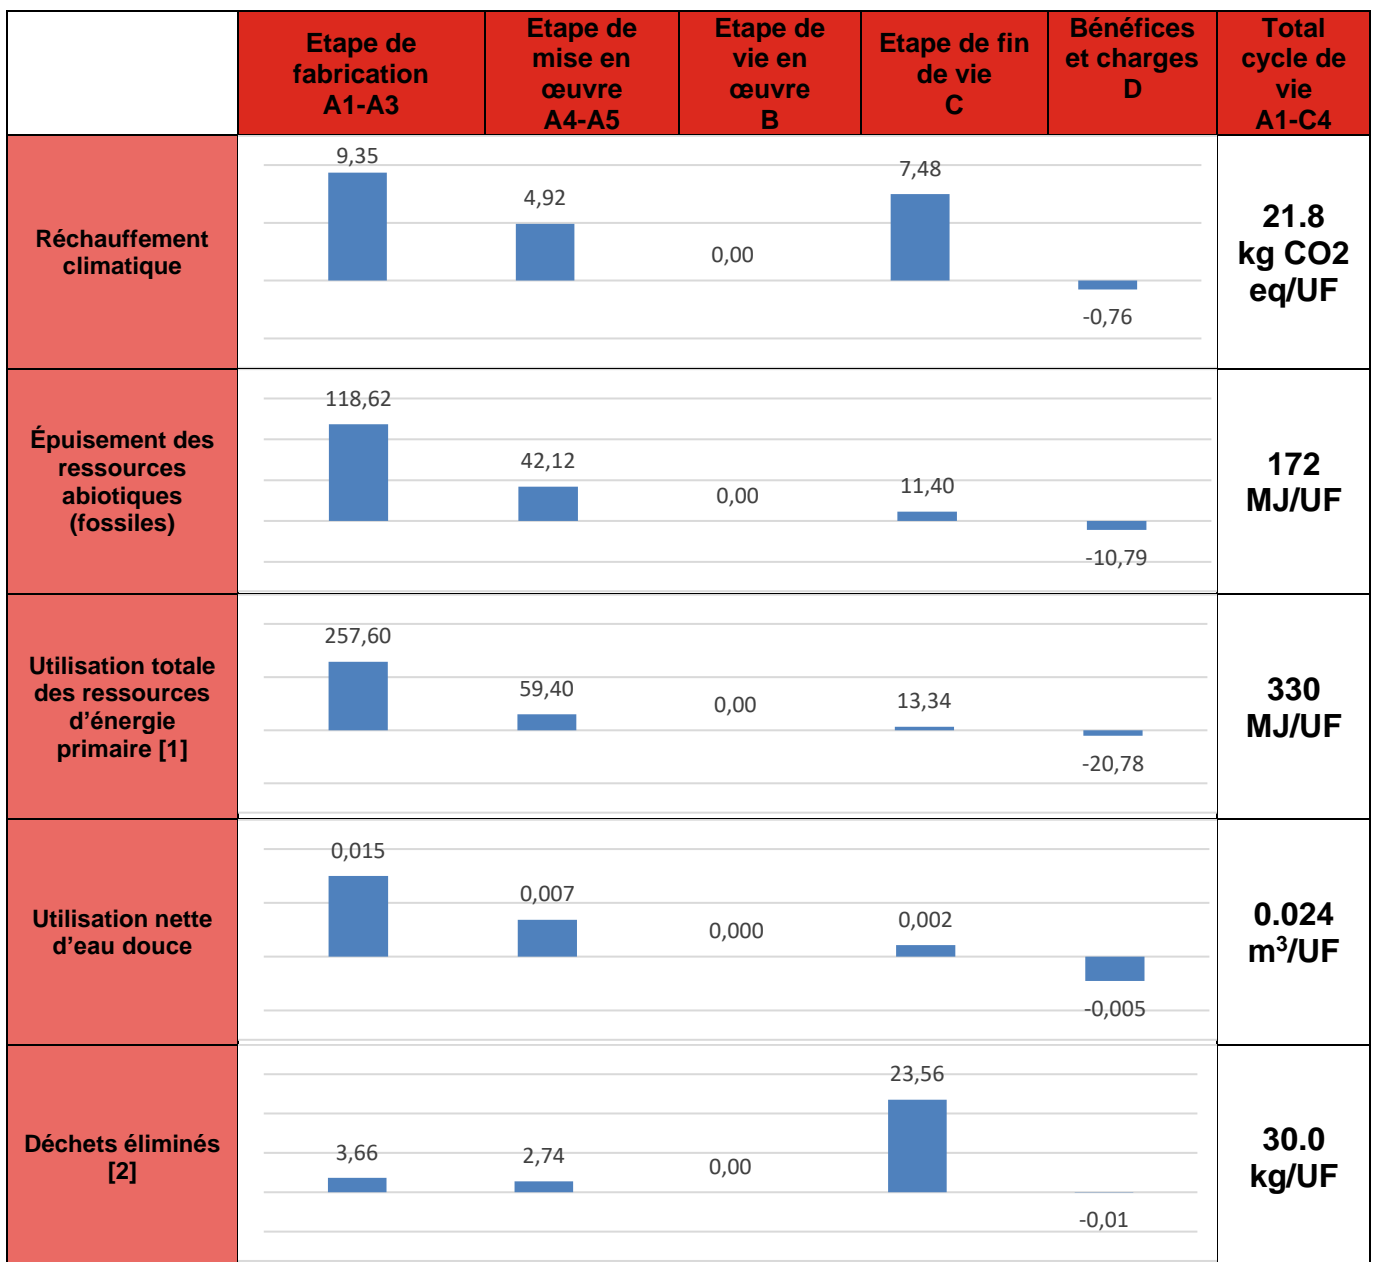 Etape de
fabrication
A1-A3
Etape de
mise en
œuvre
A4-A5
Etape de
vie en
œuvre
B
Etape de fin
de vie
C
Bénéfices
et charges
D
Total
cycle de
vie
A1-C4
Réchauffement
climatique
9,35
4,92
0,00
7,48
-0,76
21.8
kg CO2
eq/UF
Épuisement des
ressources
abiotiques
(fossiles)
118,62
42,12
0,00
11,40
-10,79
172
MJ/UF
Utilisation totale
des ressources
d’énergie
primaire [1]
257,60
59,40
0,00
13,34
-20,78
330
MJ/UF
Utilisation nette
d’eau douce
0,015
0,007
0,000
0,002
-0,005
0.024
m³/UF
Déchets éliminés
[2]
3,66
2,74
0,00
23,56
-0,01
30.0
kg/UF